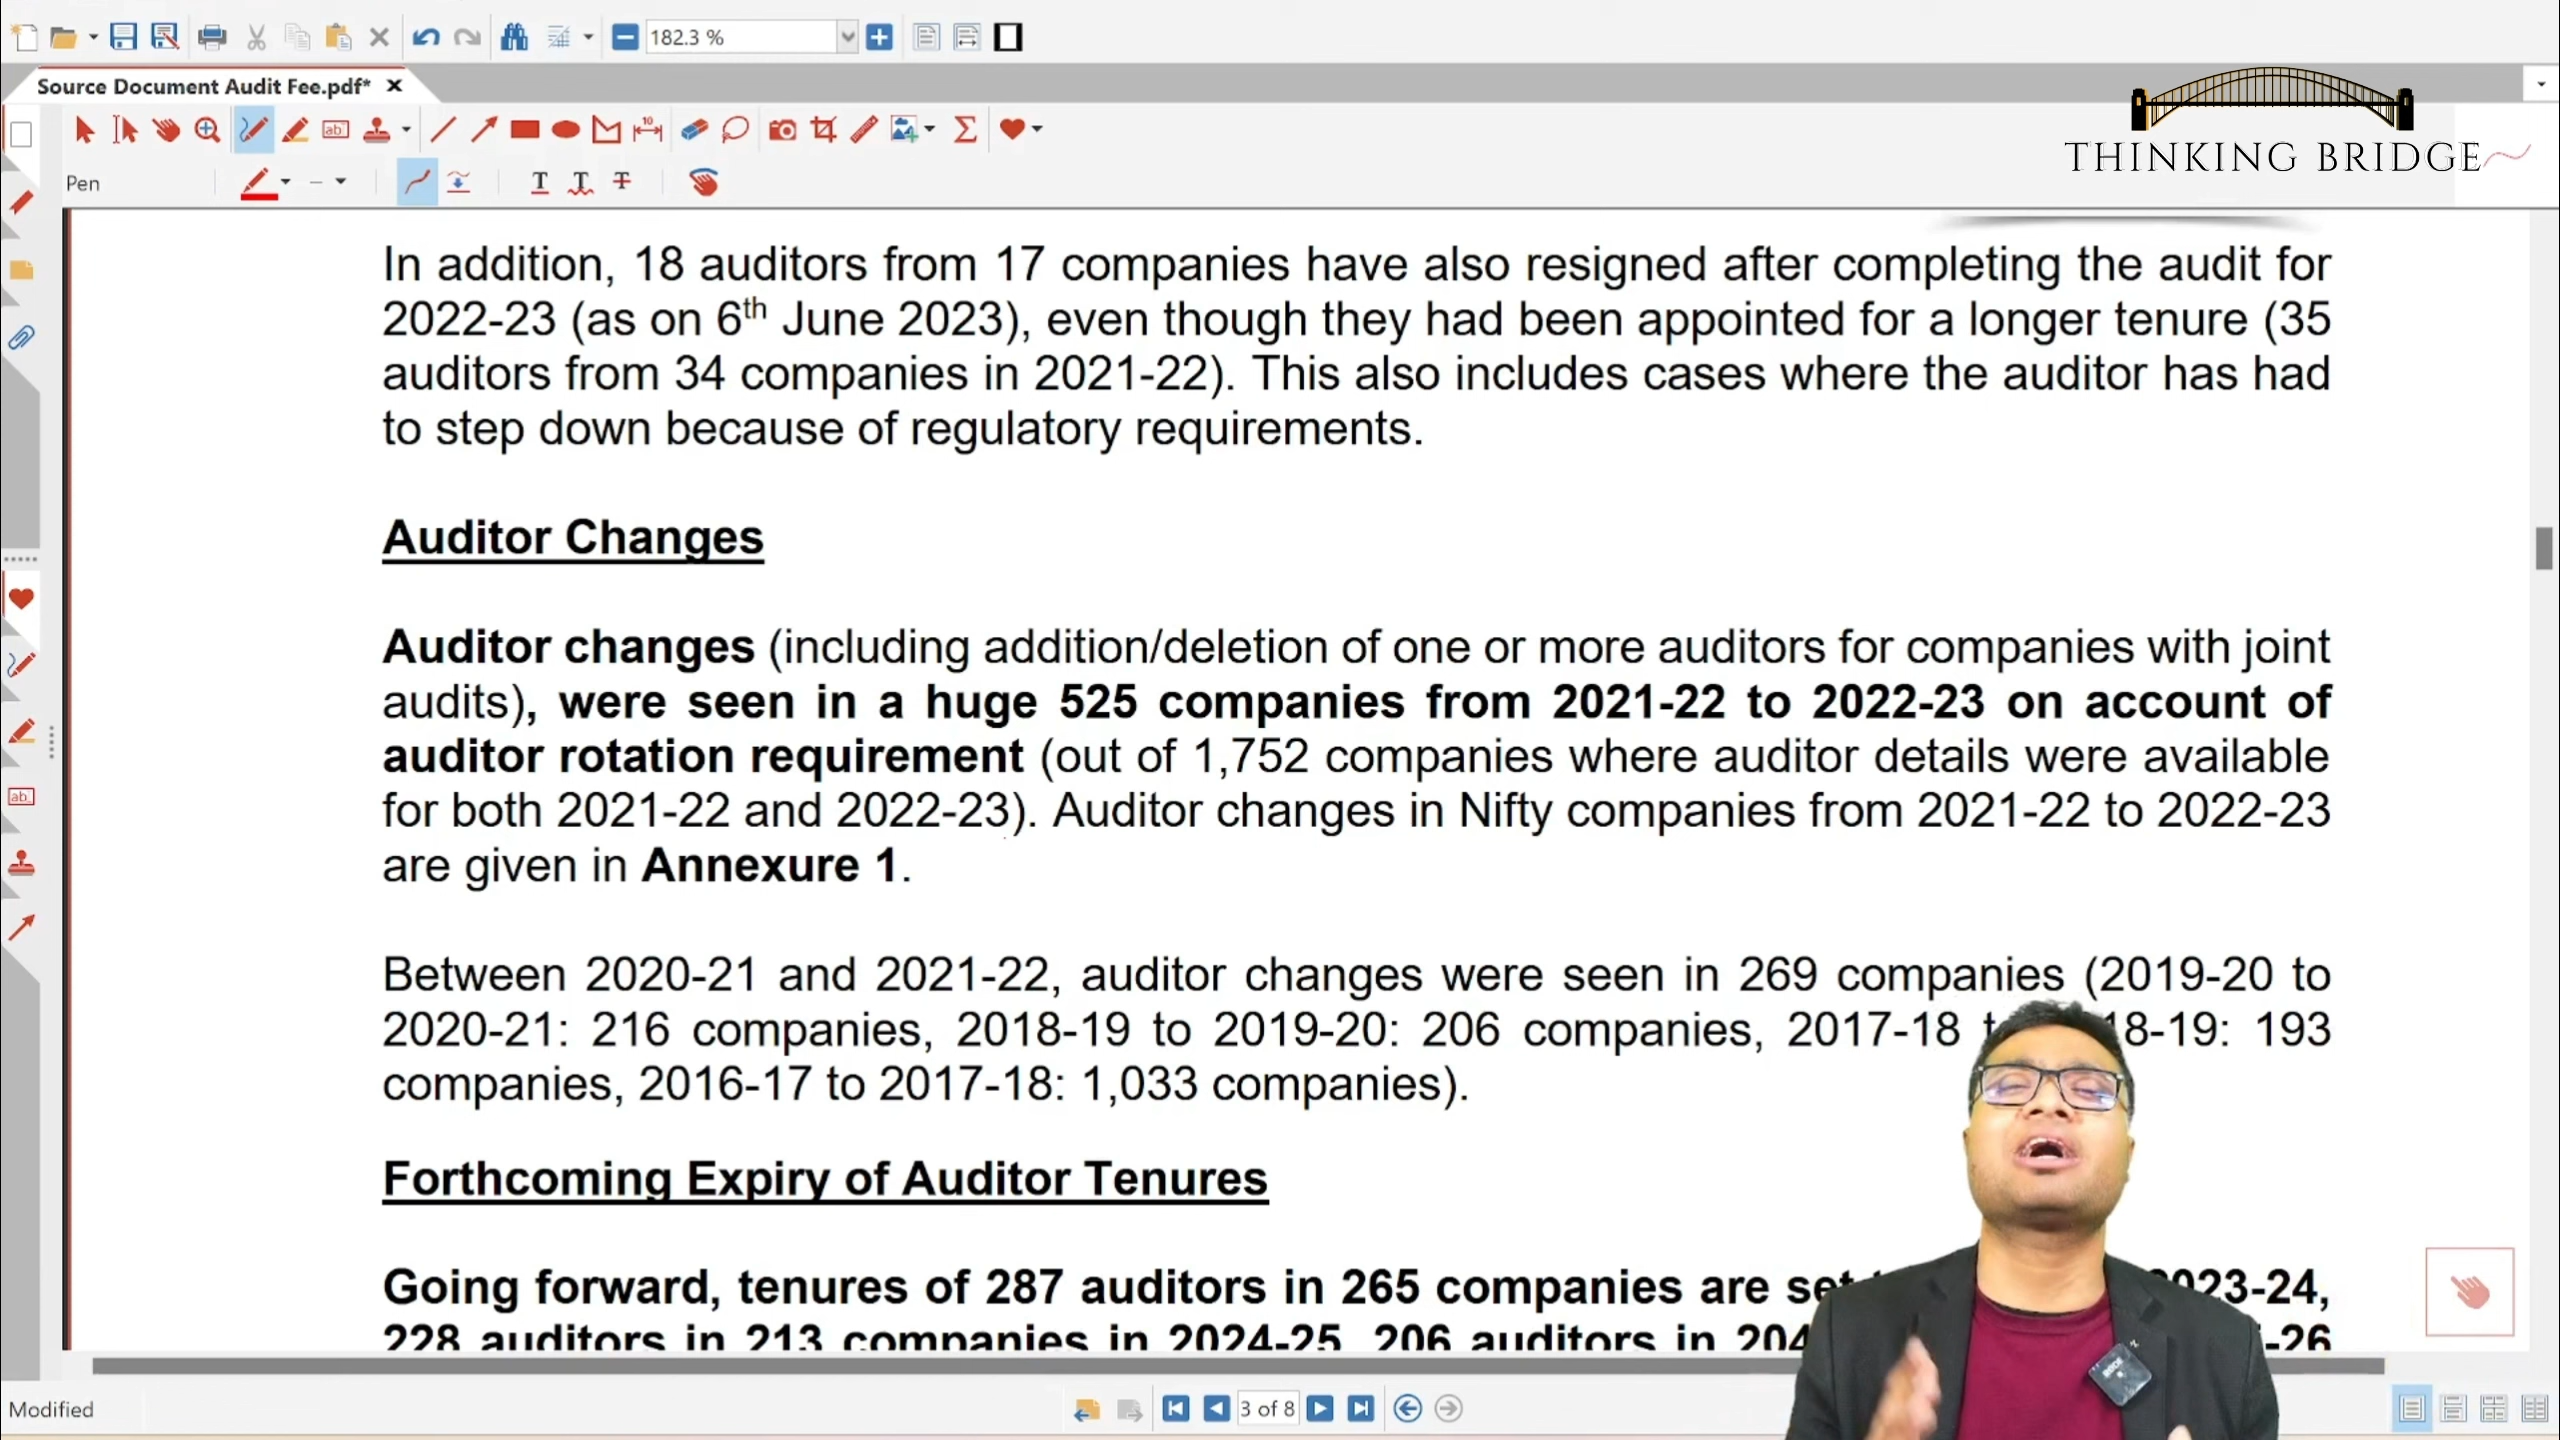 182.3 %
Source Document Audit Fee.pdf*
THINKING BRIDGE
Pen
In addition, 18 auditors from 17 companies have also resigned after completing the audit for
2022-23 (as on 6th June 2023), even though they had been appointed for a longer tenure (35
auditors from 34 companies in 2021-22). This also includes cases where the auditor has had
to step down because of regulatory requirements.
Auditor Changes
Auditor changes (including addition/deletion of one or more auditors for companies with joint
audits), were seen in a huge 525 companies from 2021-22 to 2022-23 on account of
auditor rotation requirement (out of 1,752 companies where auditor details were available
for both 2021-22 and 2022-23). Auditor changes in Nifty companies from 2021-22 to 2022-23
are given in Annexure 1.
Between 2020-21 and 2021-22, auditor changes were seen in 269 companies (2019-20 to
2020-21: 216 companies, 2018-19 to 2019-20: 206 companies, 2017-18 18-19: 193
companies, 2016-17 to 2017-18: 1,033 companies).
Forthcoming Expiry of Auditor Tenures
Going forward, tenures of 287 auditors in 265 companies are set 023-24,
228 auditors in 213 companies in 2024-25, 206 auditors in 204 -26
Modified
3 of 8